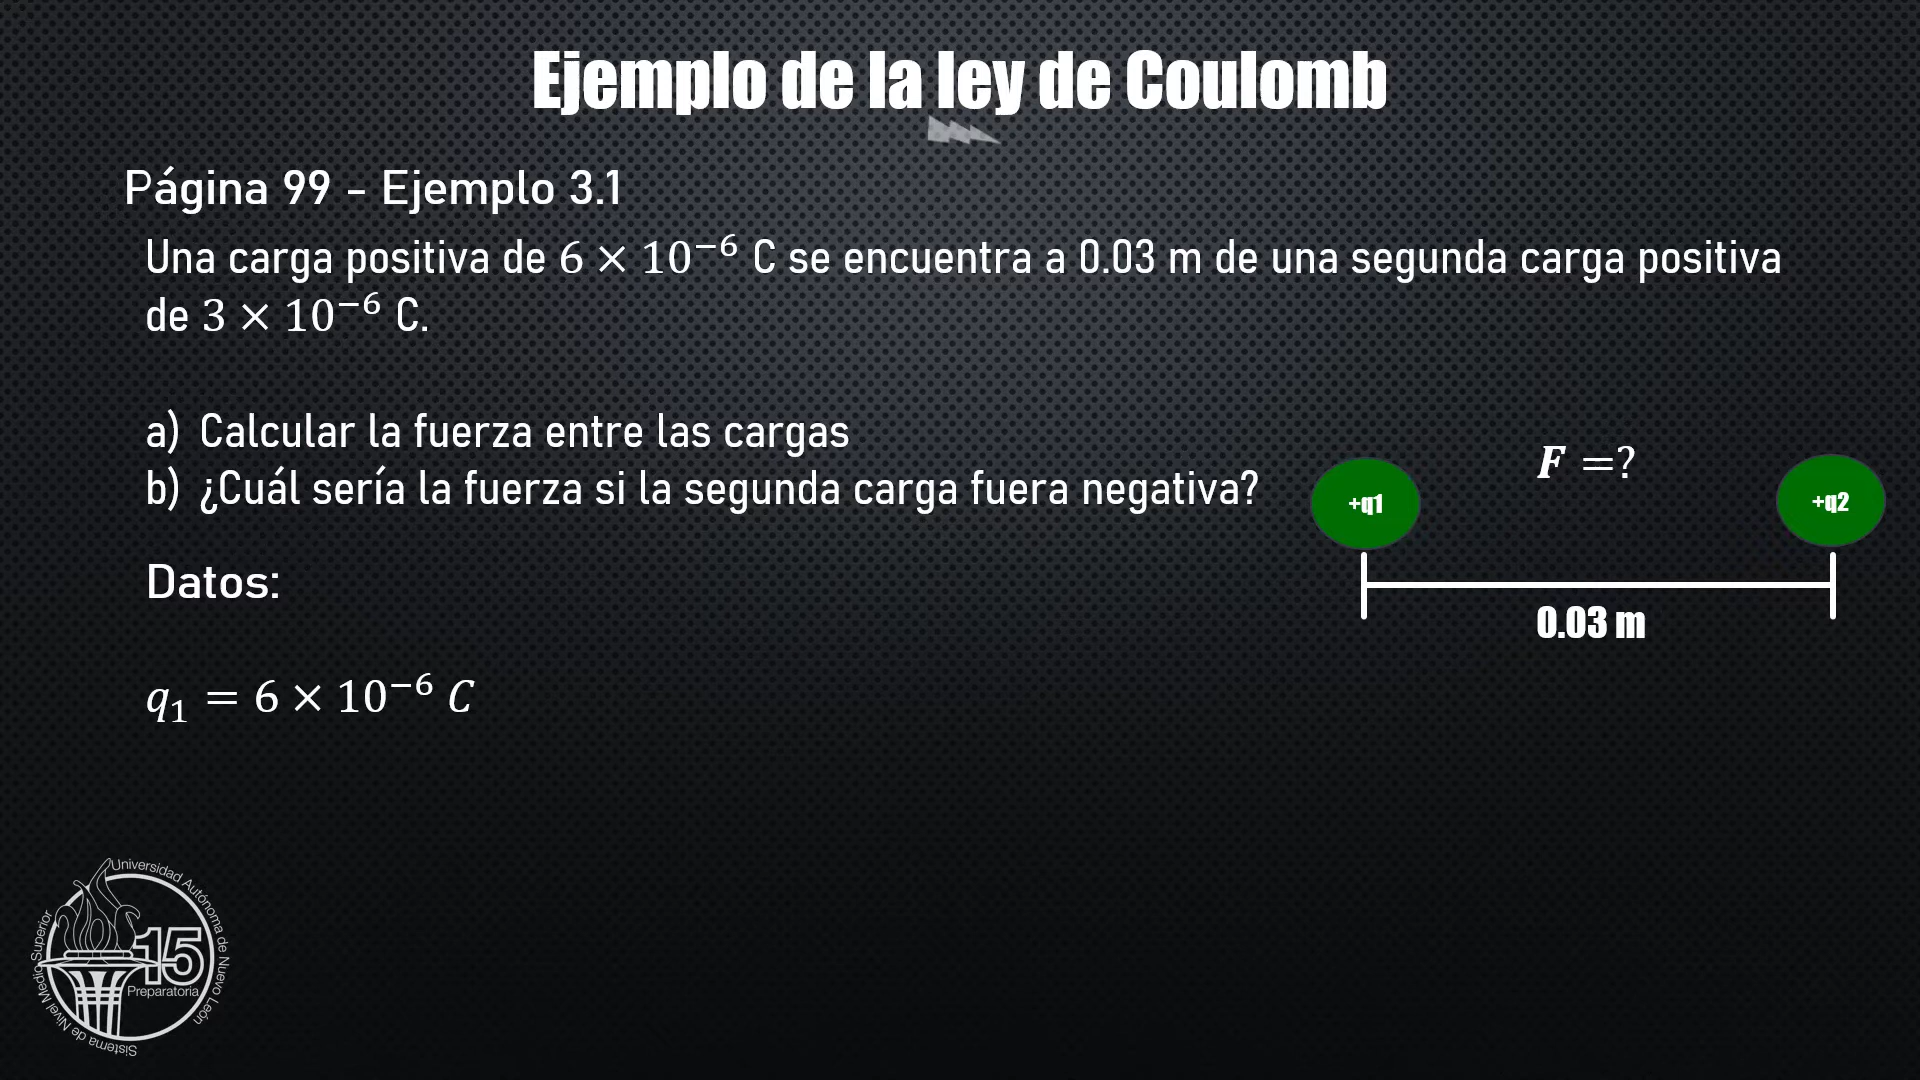 Ejemplo de la ley de Coulomb
Página 99 - Ejemplo 3.1
Una carga positiva de 6 × 10⁻⁶ C se encuentra a 0.03 m de una segunda carga positiva
de 3 × 10⁻⁶ C.
a) Calcular la fuerza entre las cargas
b) ¿Cuál sería la fuerza si la segunda carga fuera negativa?
F =?
+q1
+q2
0.03 m
Datos:
q₁ = 6 × 10⁻⁶ C
Universidad Autónoma de Nuevo León
Sistema de Nivel Medio Superior
15
Preparatoria